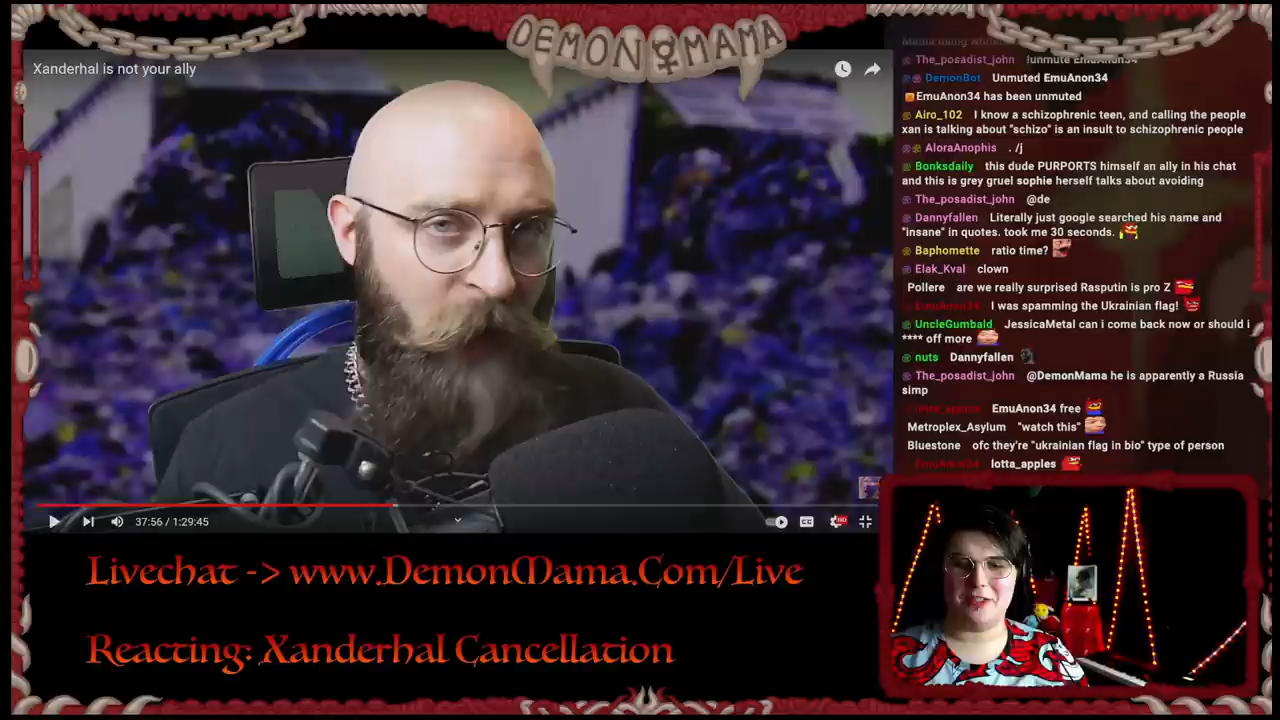 DEMON MAMA
Xanderhal is not your ally
The_posadist_john !unmute EmuAnon34
DemonBot Unmuted EmuAnon34
EmuAnon34 has been unmuted
Airo_102 I know a schizophrenic teen, and calling the people
xan is talking about "schizo" is an insult to schizophrenic people
AloraAnophis . /j
Bonksdaily this dude PURPORTS himself an ally in his chat
and this is grey gruel sophie herself talks about avoiding
The_posadist_john @de
Dannyfallen Literally just google searched his name and
"insane" in quotes. took me 30 seconds.
Baphomette ratio time?
Elak_Kval clown
Pollere are we really surprised Rasputin is pro Z
EmuAnon34 I was spamming the Ukrainian flag!
UncleGumbald JessicaMetal can i come back now or should i
**** off more
nuts Dannyfallen
The_posadist_john @DemonMama he is apparently a Russia
simp
EmuAnon34 free
Metroplex_Asylum "watch this"
Bluestone ofc they're "ukrainian flag in bio" type of person
EmuAnon34 lotta_apples
37:56 / 1:29:45
CC
HD
Livechat -> www.DemonMama.Com/Live
Reacting: Xanderhal Cancellation